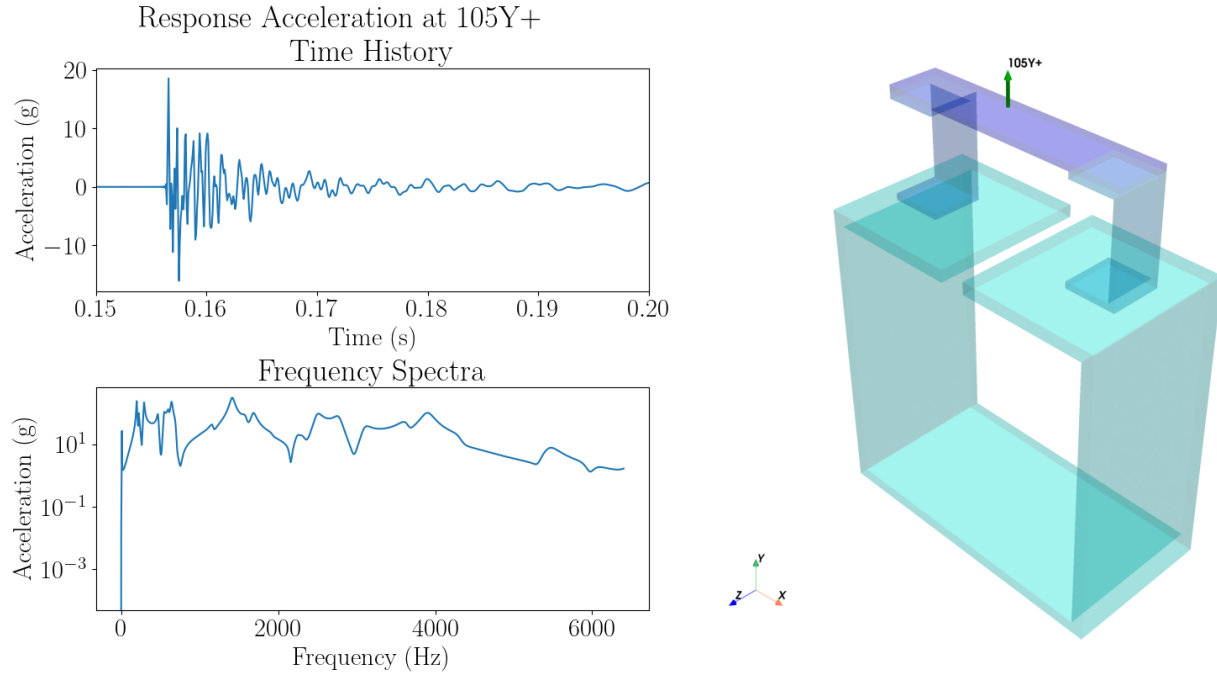 Response Acceleration at 105Y+
Time History
20
10
0
−10
Acceleration (g)
0.15 0.16 0.17 0.18 0.19 0.20
Time (s)
Frequency Spectra
10¹
10⁻¹
10⁻³
Acceleration (g)
0 2000 4000 6000
Frequency (Hz)
105Y+
Y
Z X